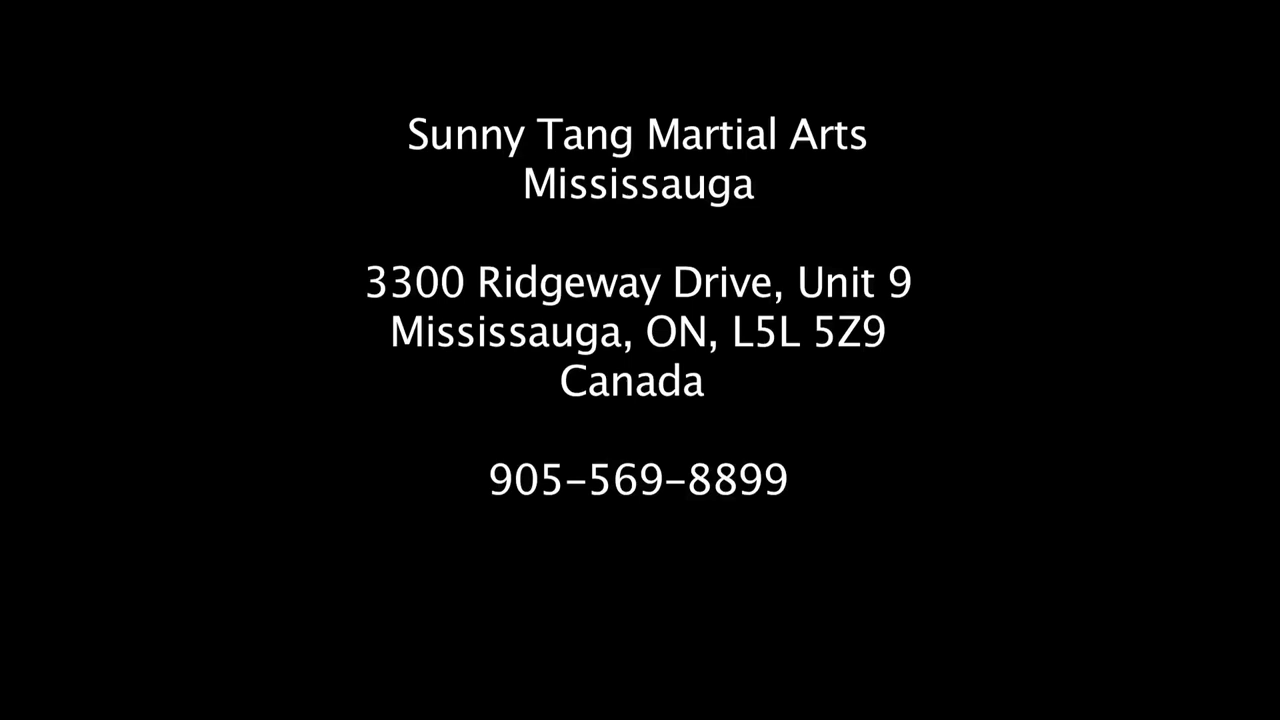 Sunny Tang Martial Arts
Mississauga
3300 Ridgeway Drive, Unit 9
Mississauga, ON, L5L 5Z9
Canada
905-569-8899